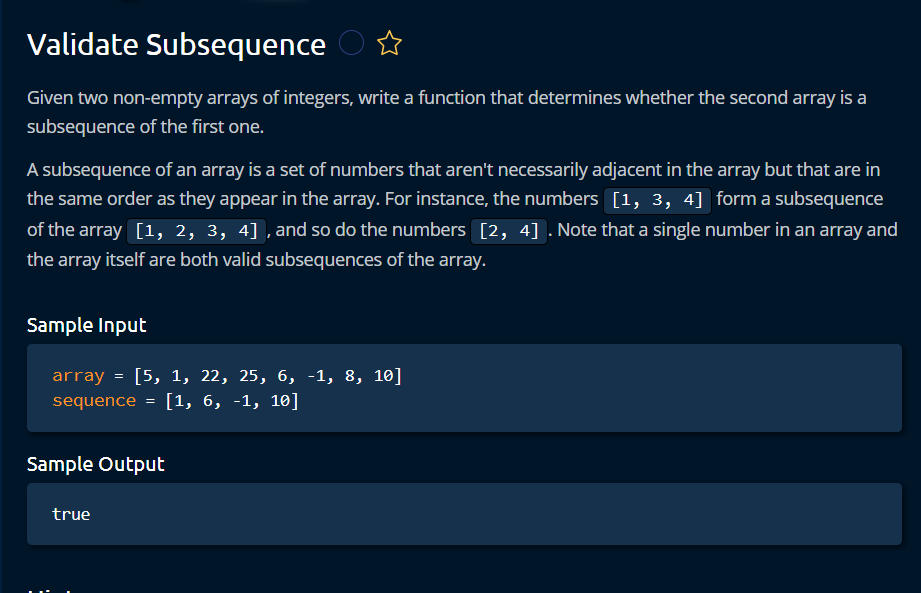 Validate Subsequence
Given two non-empty arrays of integers, write a function that determines whether the second array is a
subsequence of the first one.
A subsequence of an array is a set of numbers that aren't necessarily adjacent in the array but that are in
the same order as they appear in the array. For instance, the numbers [1, 3, 4] form a subsequence
of the array [1, 2, 3, 4], and so do the numbers [2, 4]. Note that a single number in an array and
the array itself are both valid subsequences of the array.
Sample Input
array = [5, 1, 22, 25, 6, -1, 8, 10]
sequence = [1, 6, -1, 10]
Sample Output
true